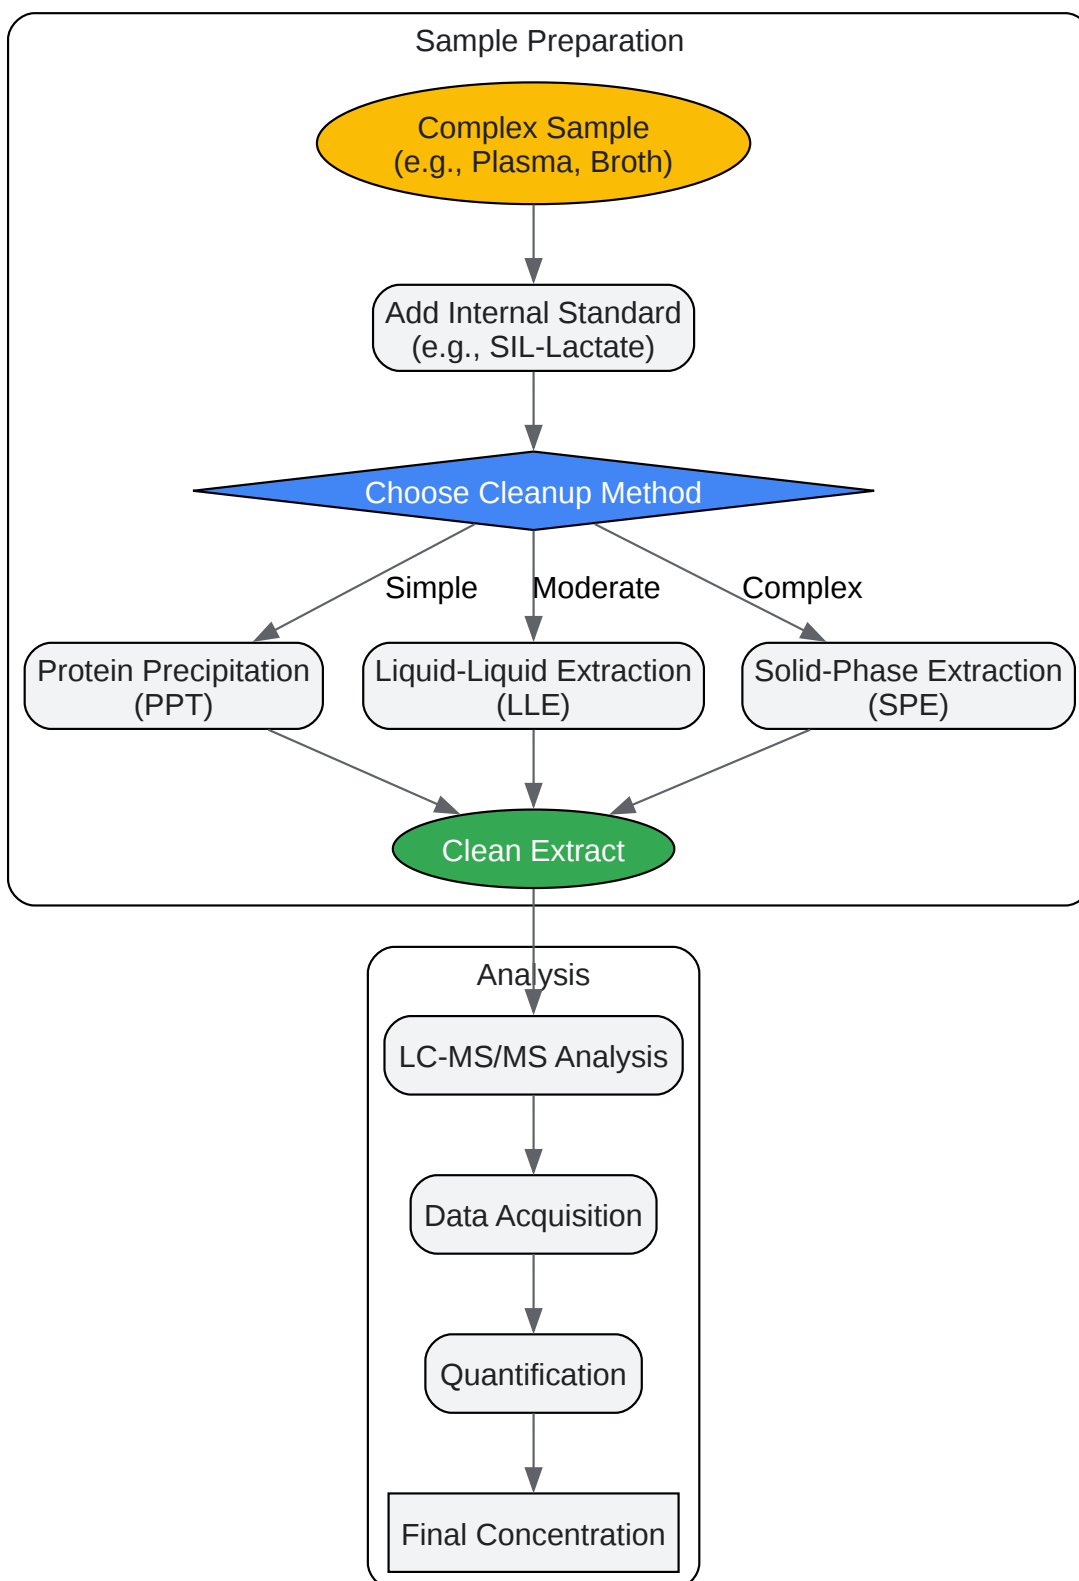 Sample Preparation
Complex Sample
(e.g., Plasma, Broth)
Add Internal Standard
(e.g., SIL-Lactate)
Choose Cleanup Method
Simple
Moderate
Complex
Protein Precipitation
(PPT)
Liquid-Liquid Extraction
(LLE)
Solid-Phase Extraction
(SPE)
Clean Extract
Analysis
LC-MS/MS Analysis
Data Acquisition
Quantification
Final Concentration